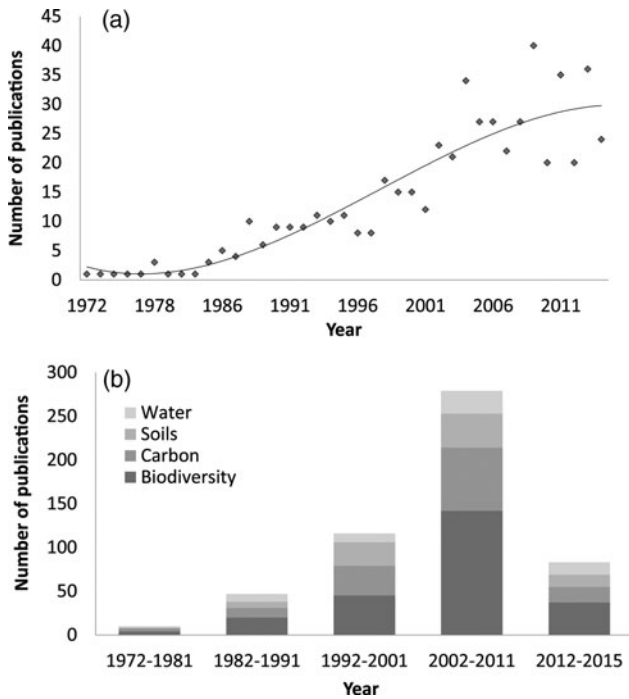 (a)
Number of publications
45
40
35
30
25
20
15
10
5
0
1972 1978 1986 1991 1996 2001 2006 2011
Year
(b)
Number of publications
300
250
200
150
100
50
0
Water
Soils
Carbon
Biodiversity
1972-1981 1982-1991 1992-2001 2002-2011 2012-2015
Year